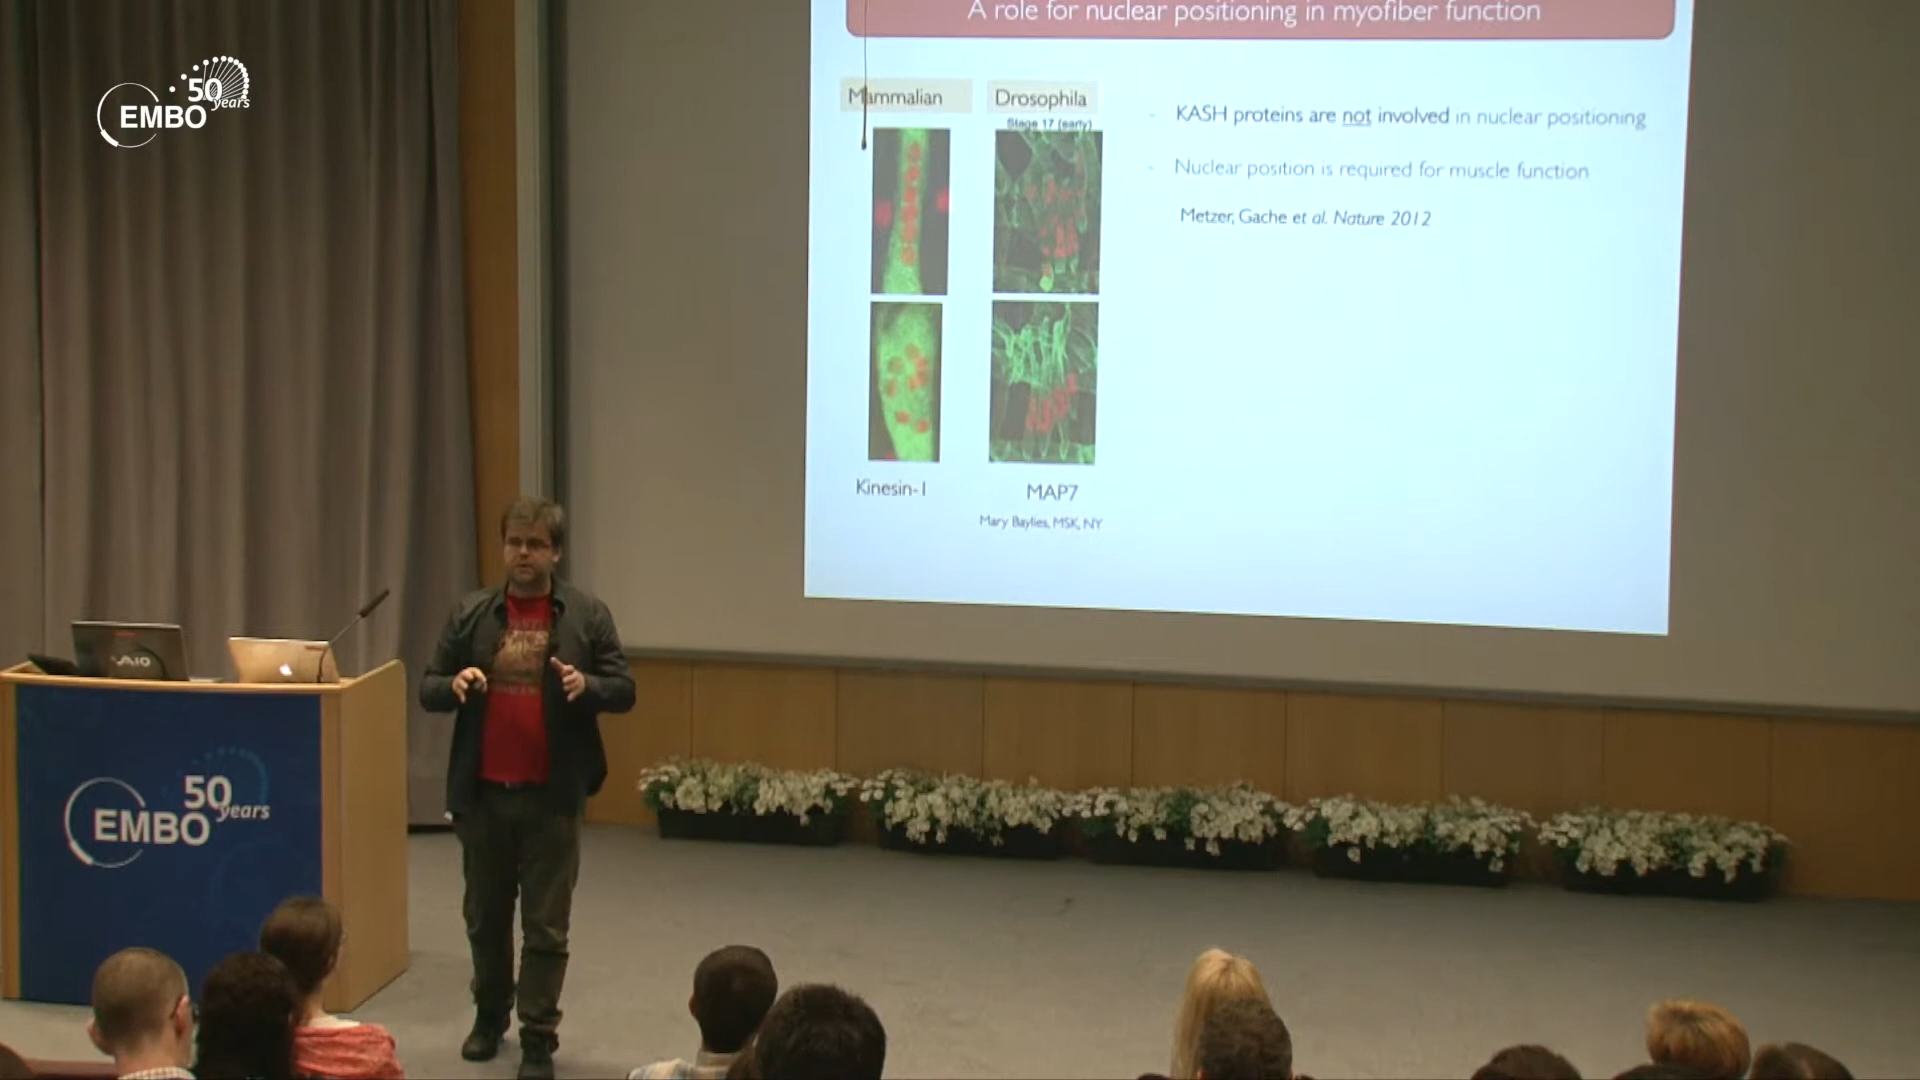 50
years
EMBO
A role for nuclear positioning in myofiber function
Mammalian
Drosophila
Stage 17 (early)
- KASH proteins are not involved in nuclear positioning
- Nuclear position is required for muscle function
Metzer, Gache et al. Nature 2012
Kinesin-1
MAP7
Mary Baylies, MSK, NY
VAIO
50
years
EMBO